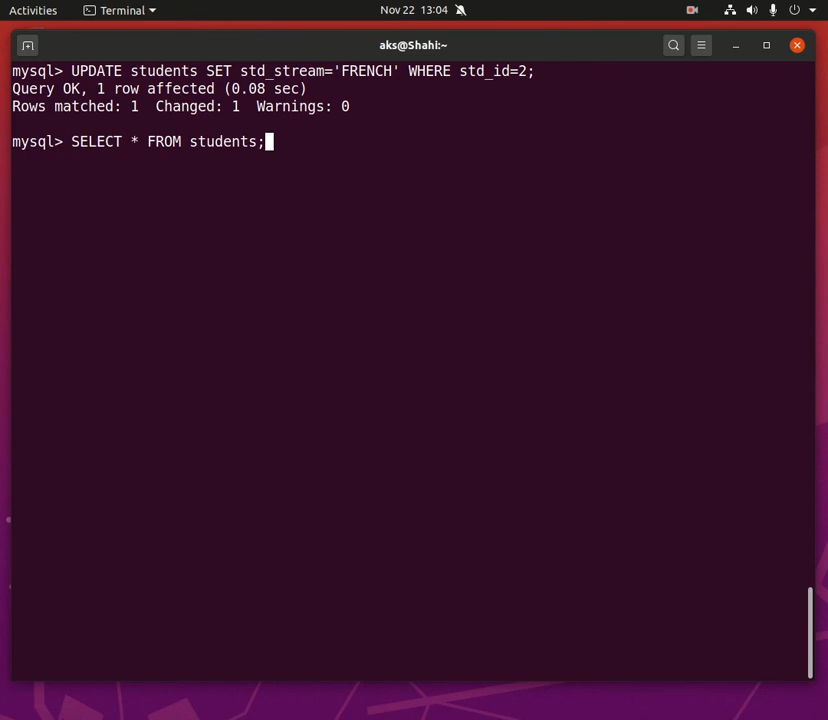 Activities
Terminal
Nov 22 13:04
aks@Shahi:~
mysql> UPDATE students SET std_stream='FRENCH' WHERE std_id=2;
Query OK, 1 row affected (0.08 sec)
Rows matched: 1  Changed: 1  Warnings: 0
mysql> SELECT * FROM students;